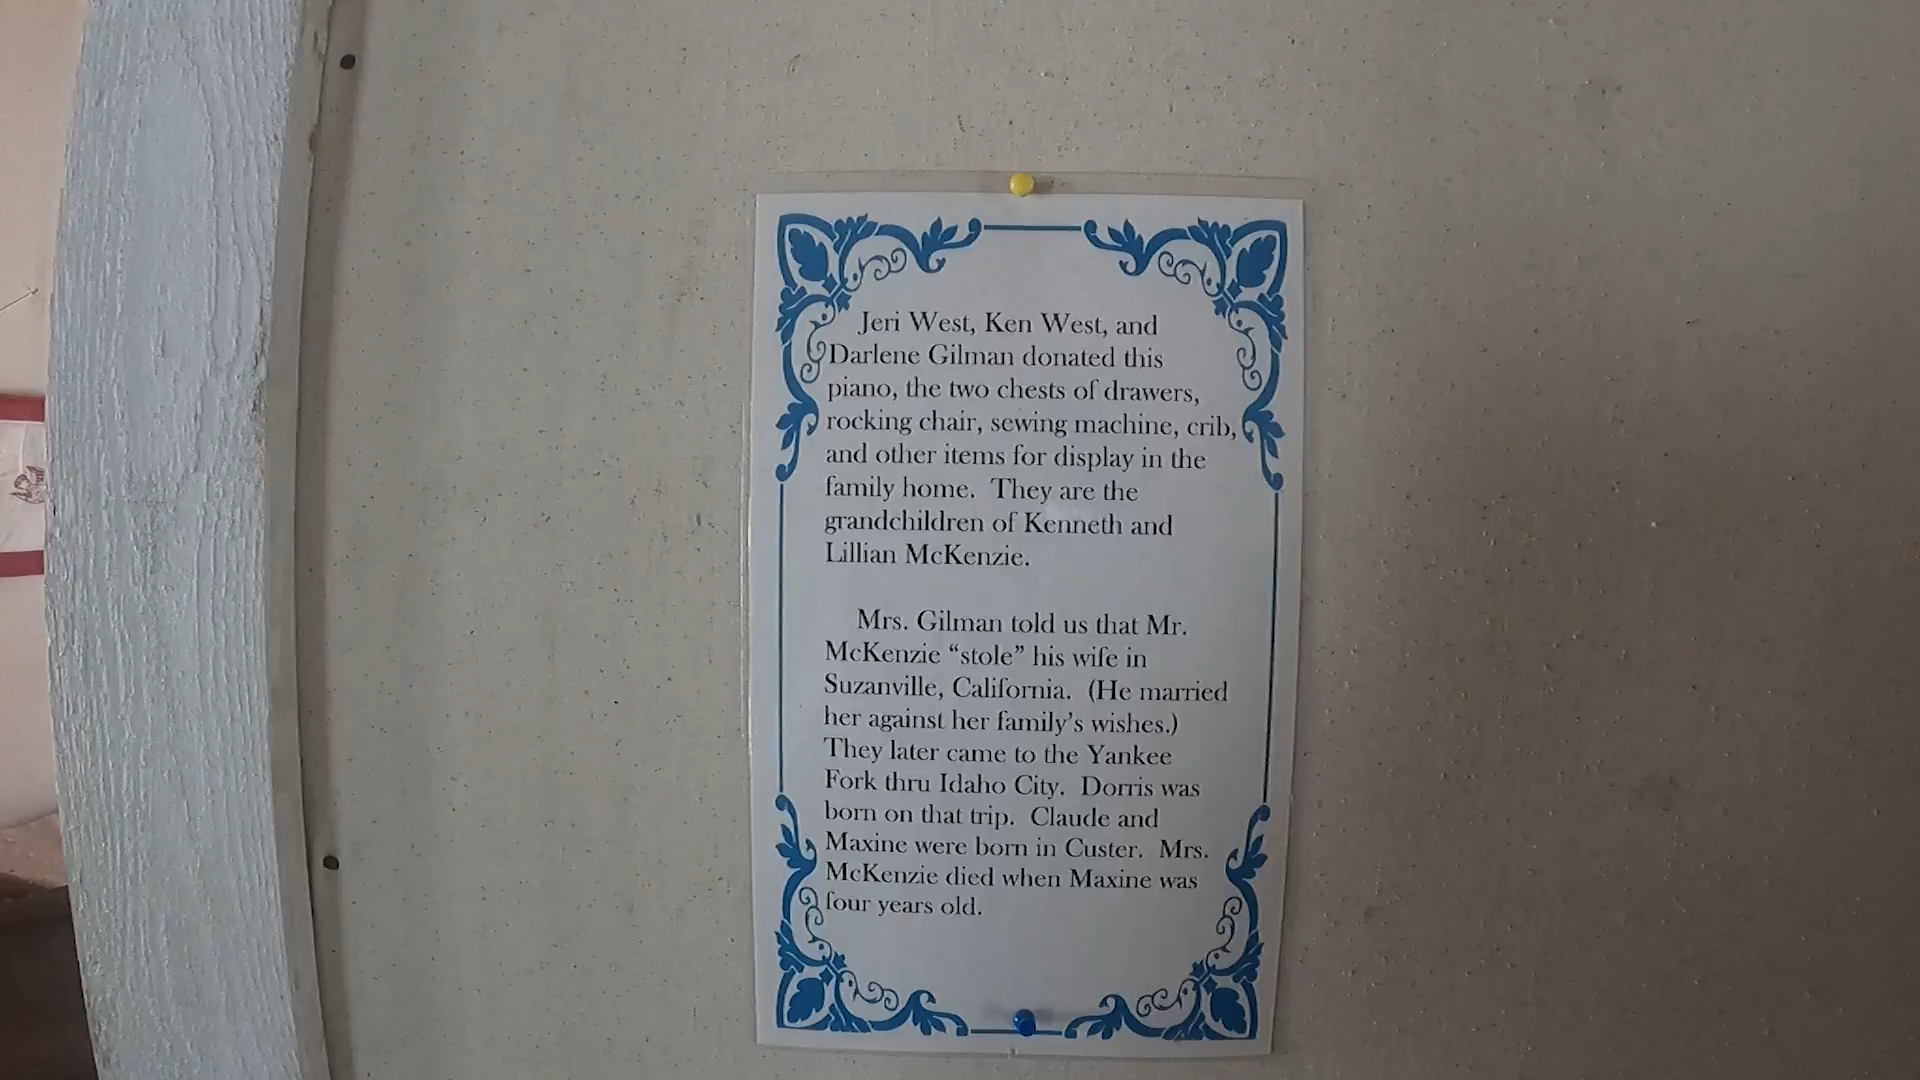 Jeri West, Ken West, and
Darlene Gilman donated this
piano, the two chests of drawers,
rocking chair, sewing machine, crib,
and other items for display in the
family home. They are the
grandchildren of Kenneth and
Lillian McKenzie.
Mrs. Gilman told us that Mr.
McKenzie “stole” his wife in
Suzanville, California. (He married
her against her family’s wishes.)
They later came to the Yankee
Fork thru Idaho City. Dorris was
born on that trip. Claude and
Maxine were born in Custer. Mrs.
McKenzie died when Maxine was
four years old.